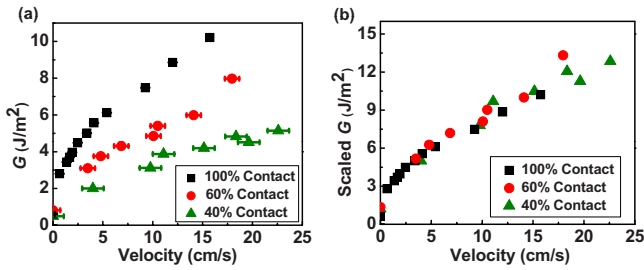 (a)
10
8
6
4
2
0
G (J/m²)
100% Contact
60% Contact
40% Contact
0 5 10 15 20 25
Velocity (cm/s)
(b)
15
12
9
6
3
0
Scaled G (J/m²)
100% Contact
60% Contact
40% Contact
0 5 10 15 20 25
Velocity (cm/s)